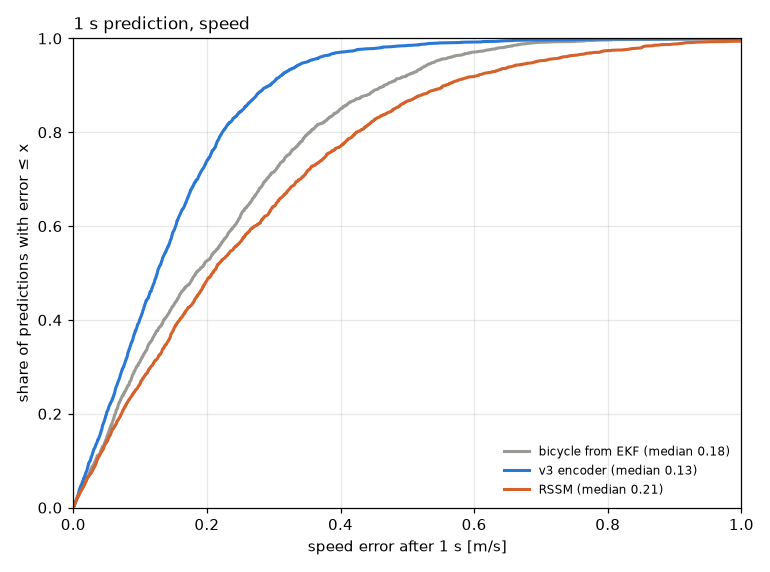 1 s prediction, speed
1.0
0.8
0.6
0.4
0.2
0.0
share of predictions with error ≤ x
bicycle from EKF (median 0.18)
v3 encoder (median 0.13)
RSSM (median 0.21)
0.0 0.2 0.4 0.6 0.8 1.0
speed error after 1 s [m/s]